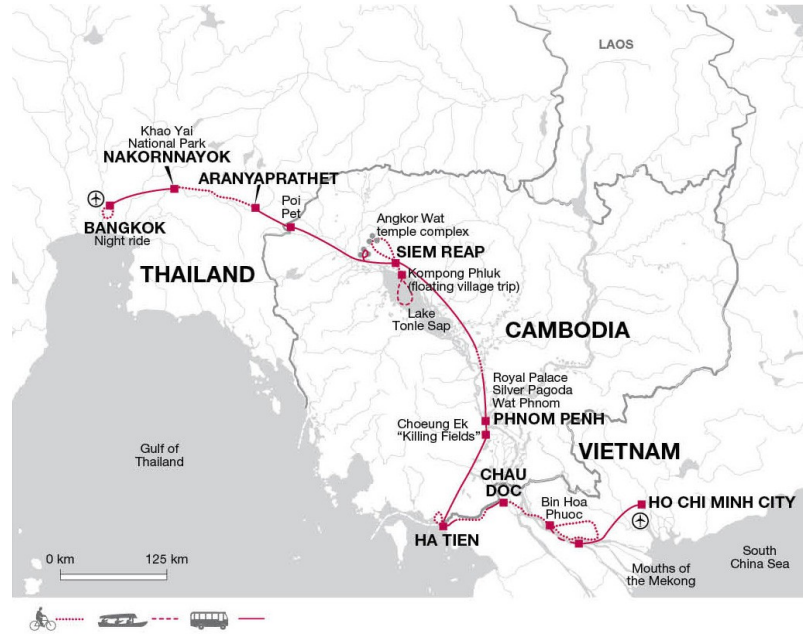 LAOS
Khao Yai
National Park
NAKORNNAYOK
ARANYAPRATHET
Poi
Pet
BANGKOK
Night ride
THAILAND
Angkor Wat
temple complex
SIEM REAP
Kompong Phluk
(floating village trip)
Lake
Tonle Sap
CAMBODIA
Royal Palace
Silver Pagoda
Wat Phnom
PHNOM PENH
Choeung Ek
"Killing Fields"
VIETNAM
Gulf of
Thailand
CHAU
DOC
Bin Hoa
Phuoc
HO CHI MINH CITY
HA TIEN
0 km 125 km
Mouths of
the Mekong
South
China Sea